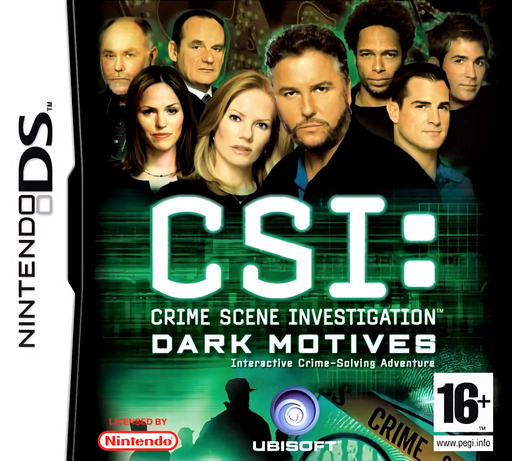 NINTENDO DS™
CSI:
CRIME SCENE INVESTIGATION™
DARK MOTIVES
Interactive Crime-Solving Adventure
LICENSED BY
Nintendo
UBISOFT
CRIME
16+
™
www.pegi.info